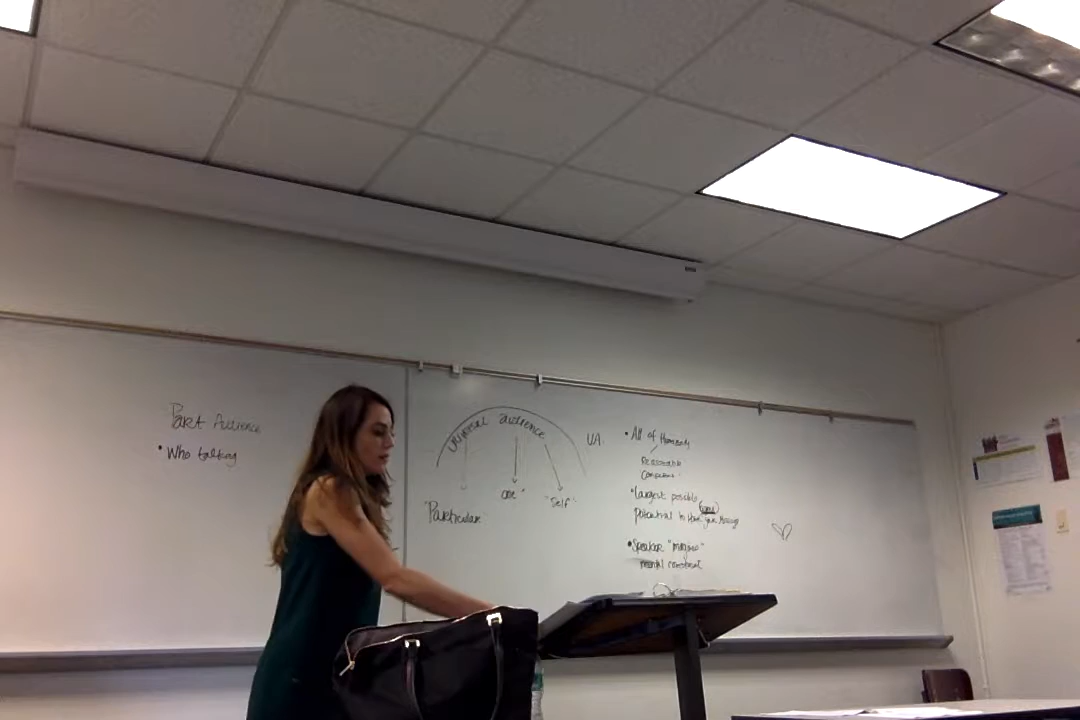 Part Audience
• Who talking
Universal audience
"Particular
one"
"Self"
UA.
• All of Humanity
Reasonable
Competent
• Largest possible
Potential to Have your Message
• Speaker "imagines"
mental construct